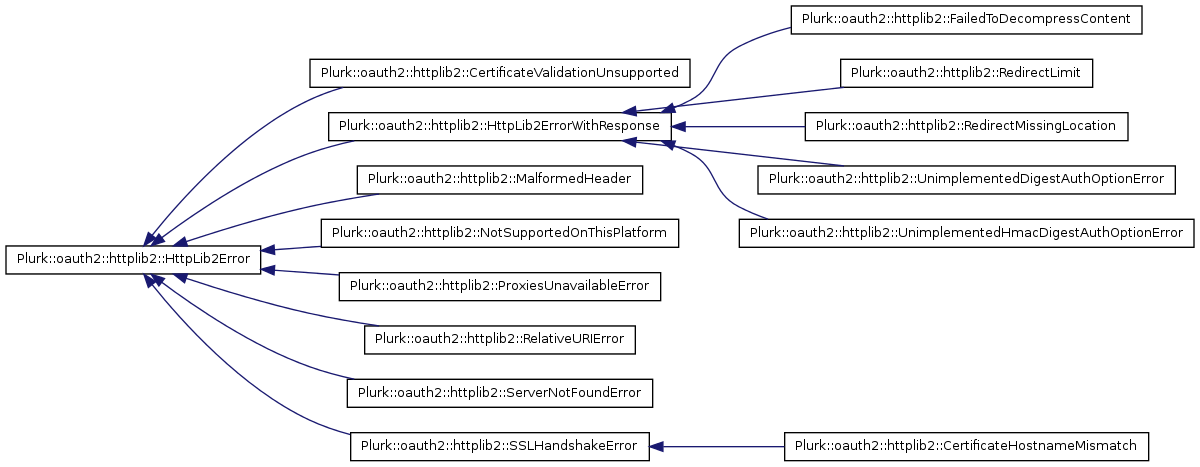 Plurk::oauth2::httplib2::FailedToDecompressContent
Plurk::oauth2::httplib2::CertificateValidationUnsupported
Plurk::oauth2::httplib2::RedirectLimit
Plurk::oauth2::httplib2::HttpLib2ErrorWithResponse
Plurk::oauth2::httplib2::RedirectMissingLocation
Plurk::oauth2::httplib2::MalformedHeader
Plurk::oauth2::httplib2::UnimplementedDigestAuthOptionError
Plurk::oauth2::httplib2::NotSupportedOnThisPlatform
Plurk::oauth2::httplib2::UnimplementedHmacDigestAuthOptionError
Plurk::oauth2::httplib2::HttpLib2Error
Plurk::oauth2::httplib2::ProxiesUnavailableError
Plurk::oauth2::httplib2::RelativeURIError
Plurk::oauth2::httplib2::ServerNotFoundError
Plurk::oauth2::httplib2::SSLHandshakeError
Plurk::oauth2::httplib2::CertificateHostnameMismatch